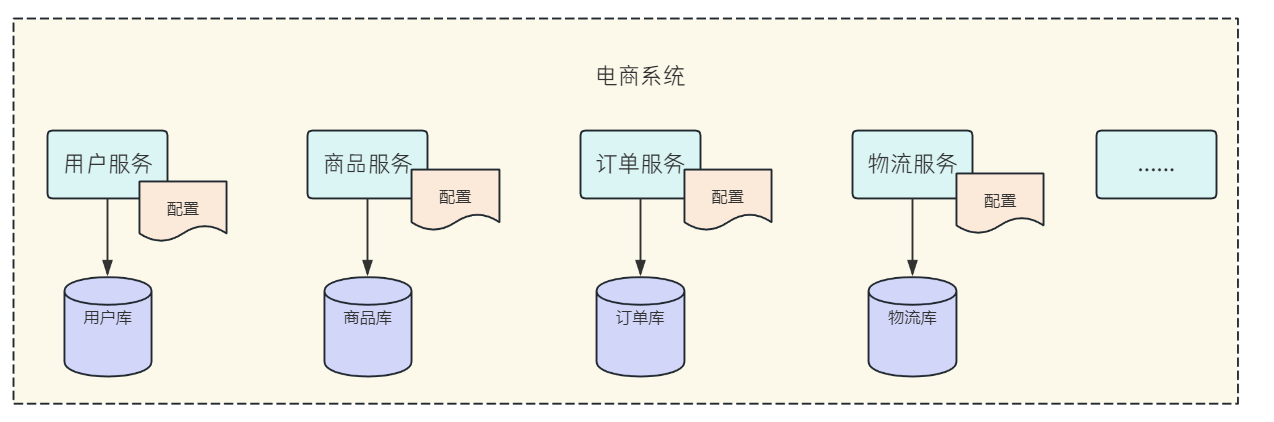 电商系统
用户服务
商品服务
订单服务
物流服务
......
配置
配置
配置
配置
用户库
商品库
订单库
物流库